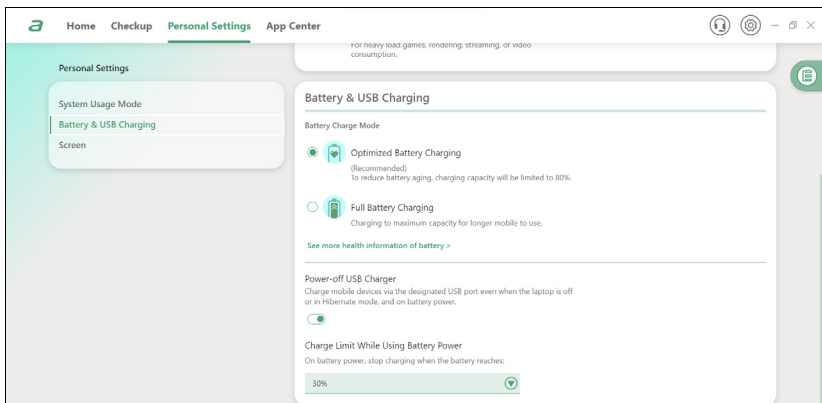 Home Checkup Personal Settings App Center
For heavy load games, rendering, streaming, or video
consumption.
Personal Settings
System Usage Mode
Battery & USB Charging
Screen
Battery & USB Charging
Battery Charge Mode
Optimized Battery Charging
(Recommended)
To reduce battery aging, charging capacity will be limited to 80%.
Full Battery Charging
Charging to maximum capacity for longer mobile to use.
See more health information of battery >
Power-off USB Charger
Charge mobile devices via the designated USB port even when the laptop is off
or in Hibernate mode, and on battery power.
Charge Limit While Using Battery Power
On battery power, stop charging when the battery reaches:
30%